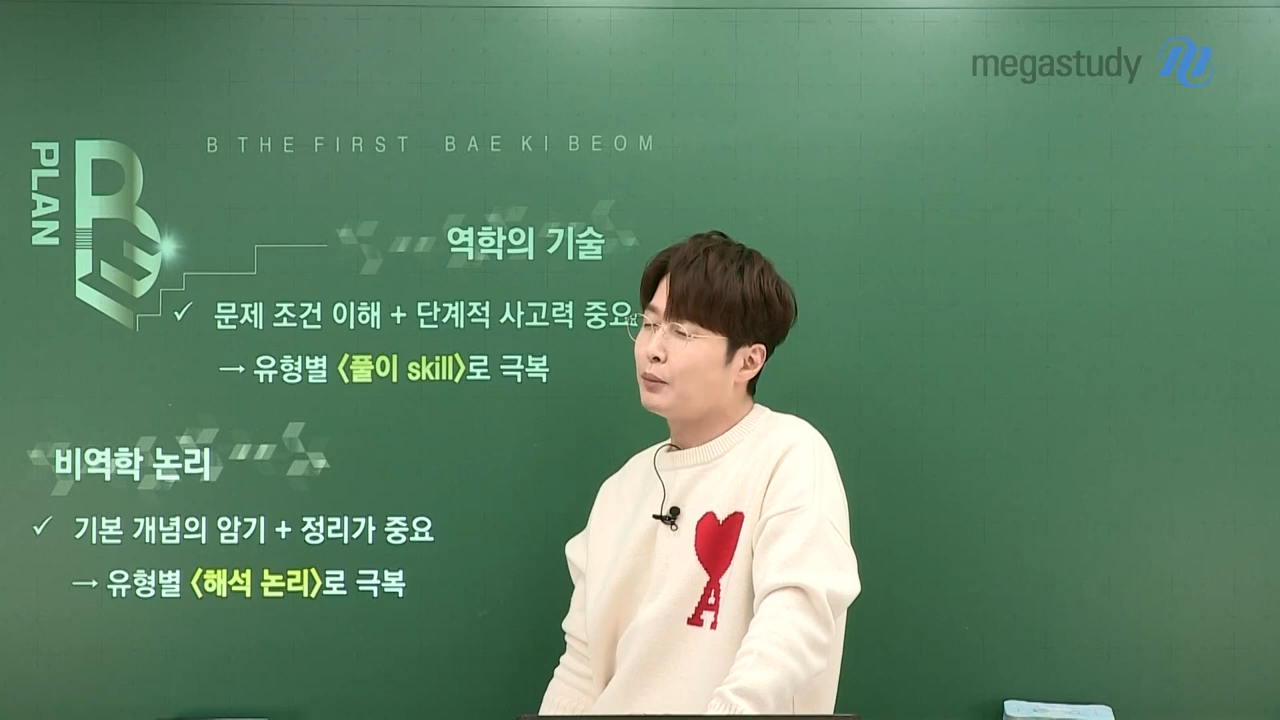 megastudy
B THE FIRST BAE KI BEOM
PLAN
B
역학의 기술
✓ 문제 조건 이해 + 단계적 사고력 중요
→ 유형별 <풀이 skill>로 극복
비역학 논리
✓ 기본 개념의 암기 + 정리가 중요
→ 유형별 <해석 논리>로 극복
A